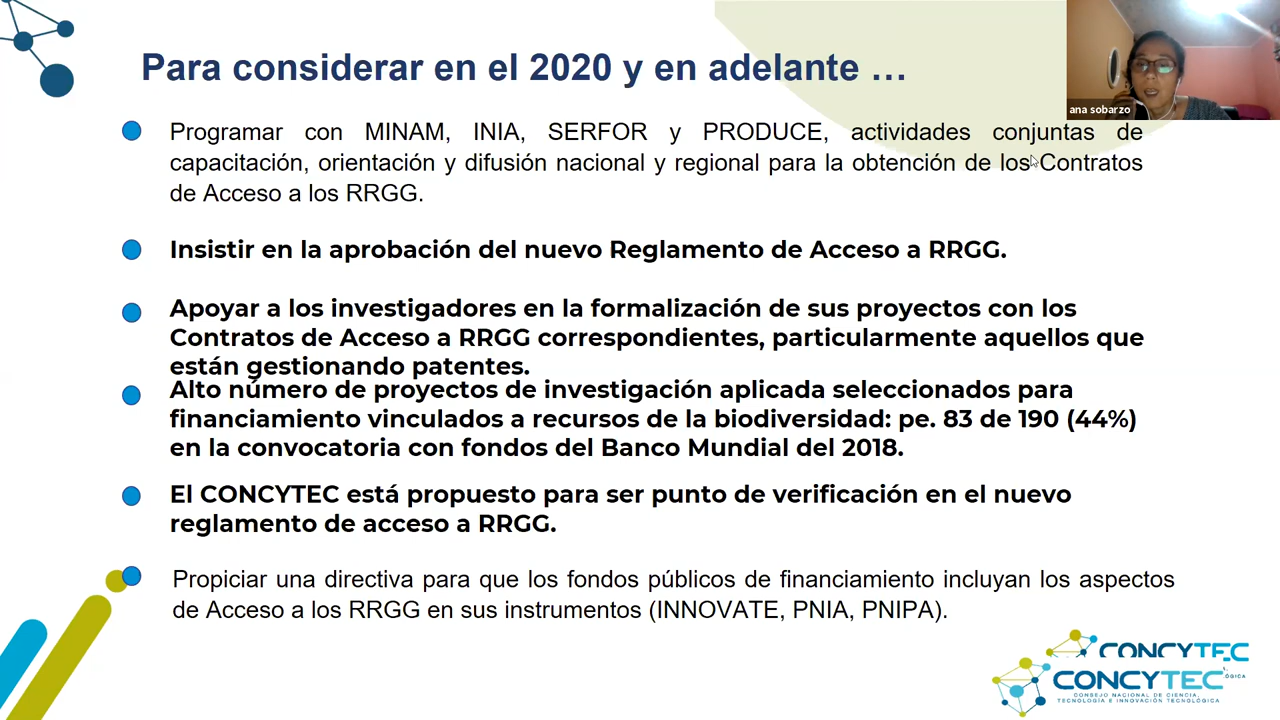 Para considerar en el 2020 y en adelante ...
ana sobarzo
Programar con MINAM, INIA, SERFOR y PRODUCE, actividades conjuntas de
capacitación, orientación y difusión nacional y regional para la obtención de los Contratos
de Acceso a los RRGG.
Insistir en la aprobación del nuevo Reglamento de Acceso a RRGG.
Apoyar a los investigadores en la formalización de sus proyectos con los
Contratos de Acceso a RRGG correspondientes, particularmente aquellos que
están gestionando patentes.
Alto número de proyectos de investigación aplicada seleccionados para
financiamiento vinculados a recursos de la biodiversidad: pe. 83 de 190 (44%)
en la convocatoria con fondos del Banco Mundial del 2018.
El CONCYTEC está propuesto para ser punto de verificación en el nuevo
reglamento de acceso a RRGG.
Propiciar una directiva para que los fondos públicos de financiamiento incluyan los aspectos
de Acceso a los RRGG en sus instrumentos (INNOVATE, PNIA, PNIPA).
CONCYTEC
CONCYTEC
CONSEJO NACIONAL DE CIENCIA,
TECNOLOGÍA E INNOVACIÓN TECNOLÓGICA